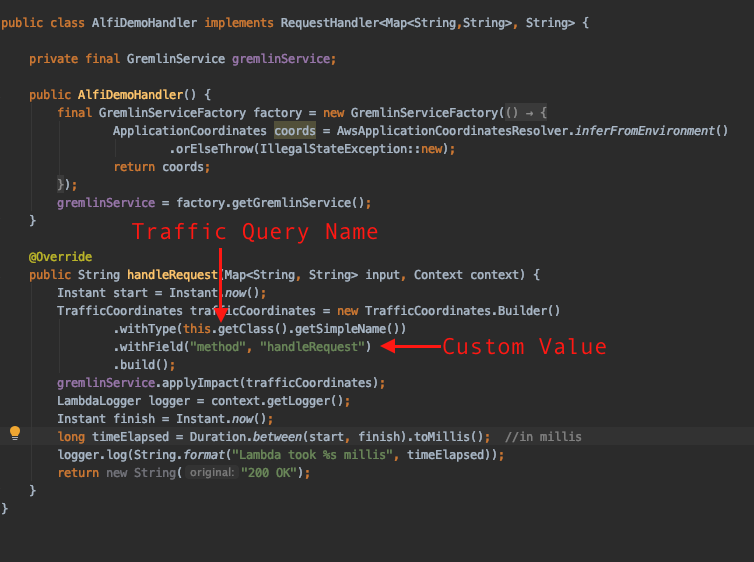 public class AlfiDemoHandler implements RequestHandler<Map<String,String>, String> {
private final GremlinService gremlinService;
public AlfiDemoHandler() {
final GremlinServiceFactory factory = new GremlinServiceFactory(() → {
ApplicationCoordinates coords = AwsApplicationCoordinatesResolver.inferFromEnvironment()
.orElseThrow(IllegalStateException::new);
return coords;
});
gremlinService = factory.getGremlinService();
}
Traffic Query Name
@Override
public String handleRequest(Map<String, String> input, Context context) {
Instant start = Instant.now();
TrafficCoordinates trafficCoordinates = new TrafficCoordinates.Builder()
.withType(this.getClass().getSimpleName())
.withField("method", "handleRequest")
Custom Value
.build();
gremlinService.applyImpact(trafficCoordinates);
LambdaLogger logger = context.getLogger();
Instant finish = Instant.now();
long timeElapsed = Duration.between(start, finish).toMillis();  //in millis
logger.log(String.format("Lambda took %s millis", timeElapsed));
return new String( original: "200 OK");
}
}